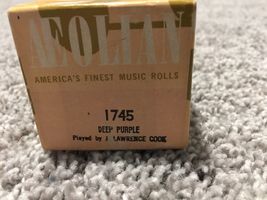 AEOLIAN
AMERICA'S FINEST MUSIC ROLLS
1745
DEEP PURPLE
Played by J LAWRENCE COOK